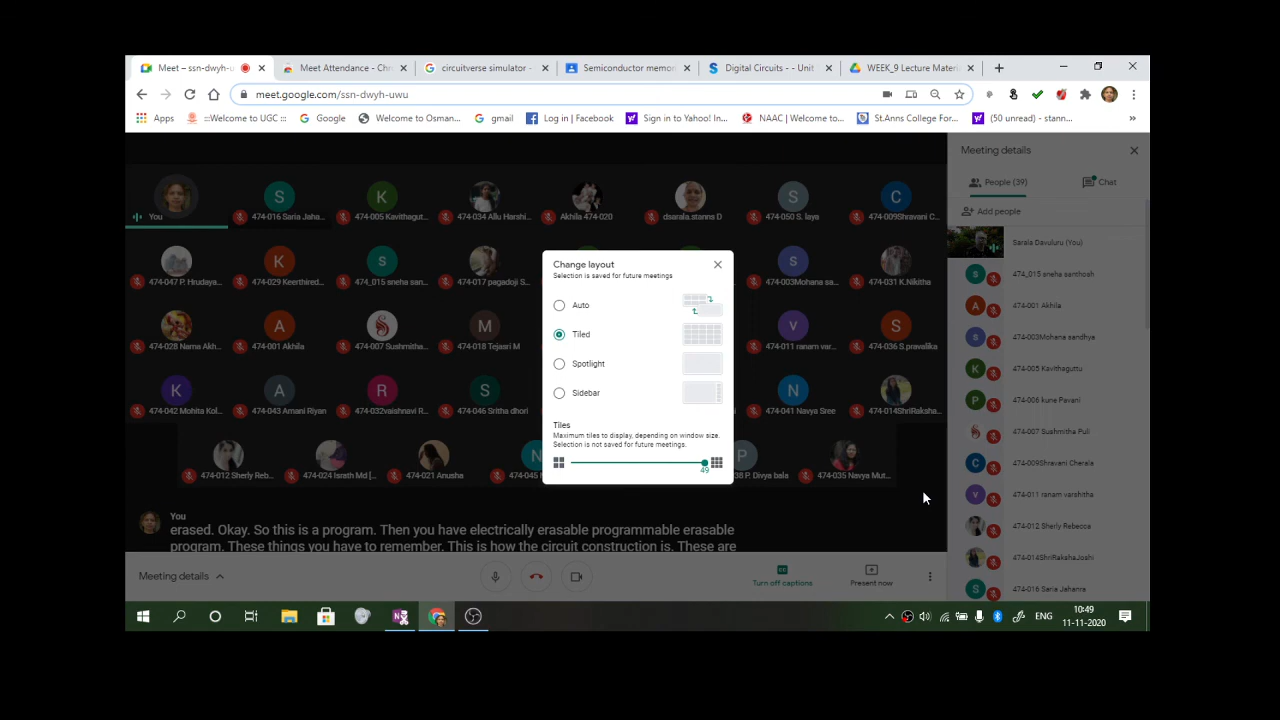 Meet – ssn-dwyh-u
Meet Attendance - Chr
circuitverse simulator -
Semiconductor memor
Digital Circuits - - Unit
WEEK_9 Lecture Materi
meet.google.com/ssn-dwyh-uwu
Apps
:::Welcome to UGC :::
Google
Welcome to Osman...
gmail
Log in | Facebook
Sign in to Yahoo! In...
NAAC | Welcome to...
St.Anns College For...
(50 unread) - stann...
Meeting details
People (39)
Chat
Add people
You
474-016 Saria Jaha...
474-005 Kavithagut...
474-034 Allu Harshi...
Akhila 474-020
dsarala.stanns D
474-050 S. laya
474-009Shravani C...
474-047 P. Hrudaya...
474-029 Keerthired...
474_015 sneha san...
474-017 pagadoji S...
474-003Mohana sa...
474-031 K.Nikitha
474-028 Nama Akh...
474-001 Akhila
474-007 Sushmitha...
474-018 Tejasri M
474-011 ranam var...
474-036 S.pravalika
474-042 Mohita Kol...
474-043 Amani Riyan
474-032vaishnavi R...
474-046 Sritha dhori
474-041 Navya Sree
474-014ShriRaksha...
474-012 Sherly Reb...
474-024 Israth Md [...
474-021 Anusha
474-045
38 P. Divya bala
474-035 Navya Mut...
Change layout
Selection is saved for future meetings
Auto
Tiled
Spotlight
Sidebar
Tiles
Maximum tiles to display, depending on window size.
Selection is not saved for future meetings.
49
Sarala Davuluru (You)
474_015 sneha santhosh
474-001 Akhila
474-003Mohana sandhya
474-005 Kavithaguttu
474-006 kune Pavani
474-007 Sushmitha Puli
474-009Shravani Cherala
474-011 ranam varshitha
474-012 Sherly Rebecca
474-014ShriRakshaJoshi
474-016 Saria Jahanra
You
erased. Okay. So this is a program. Then you have electrically erasable programmable erasable
program. These things you have to remember. This is how the circuit construction is. These are
Meeting details
Turn off captions
Present now
ENG
10:49
11-11-2020